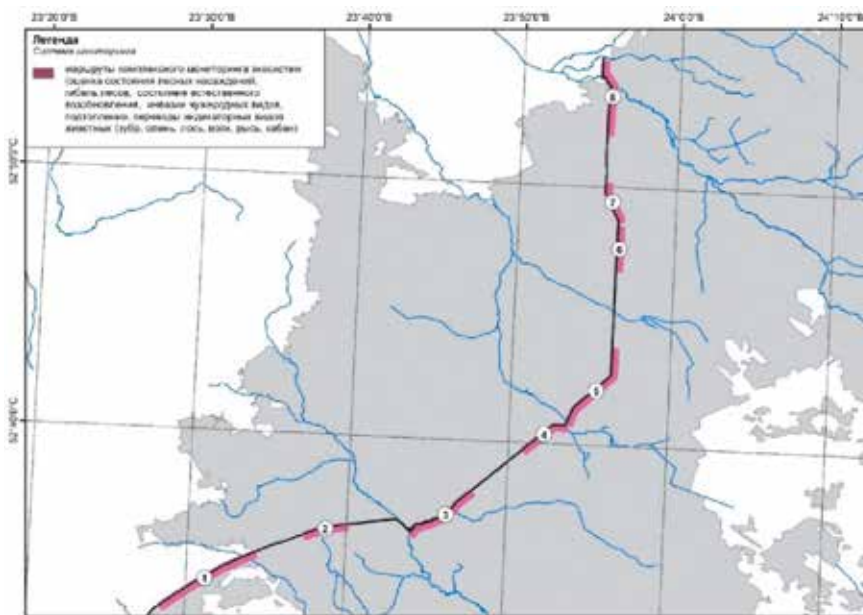 23°20'0"В 23°30'0"В 23°40'0"В 23°50'0"В 24°0'0"В 24°10'0"В
Легенда
Система мониторинга
маршруты комплексного мониторинга экосистем
(оценка состояния лесных насаждений,
гибель лесов, состояние естественного
возобновления, инвазии чужеродных видов,
подтопление, переходы индикаторных видов
животных (зубр, олень, лось, волк, рысь, кабан)
52°50'0"С
52°40'0"С
8
7
6
5
4
3
2
1